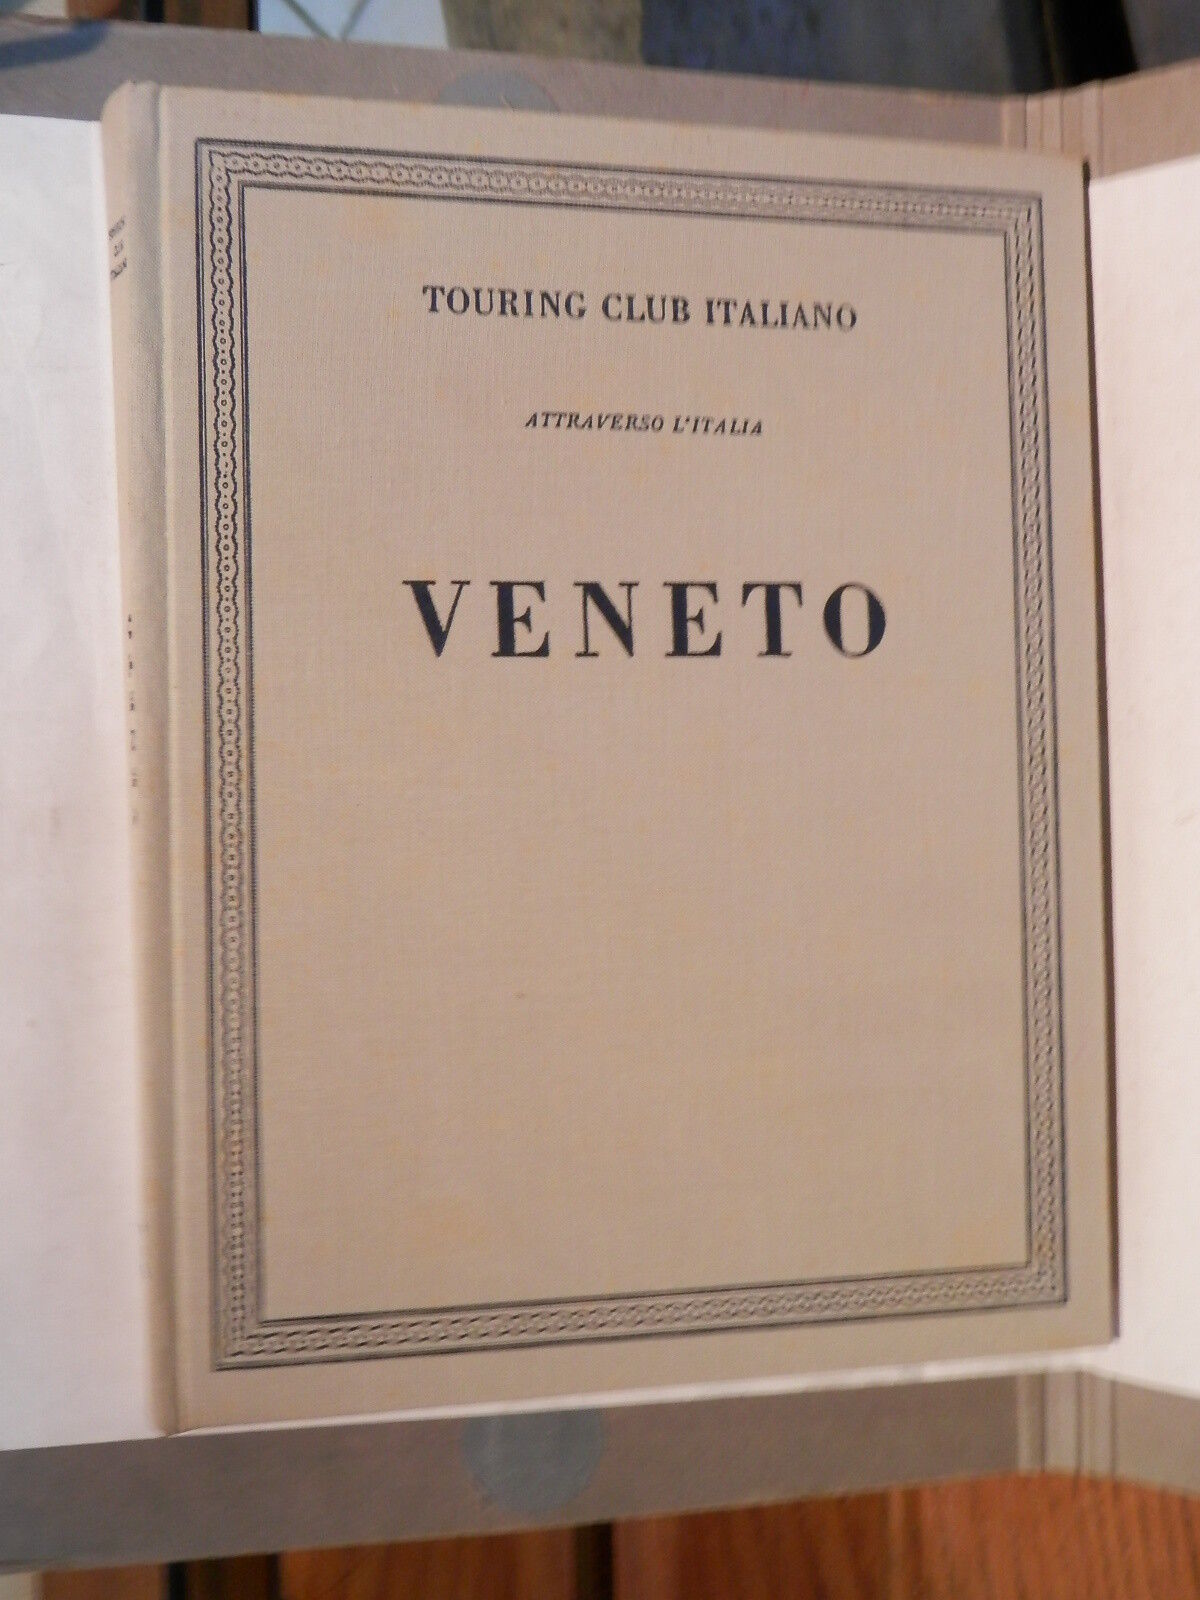 TOURING CLUB ITALIANO
ATTRAVERSO L'ITALIA
VENETO